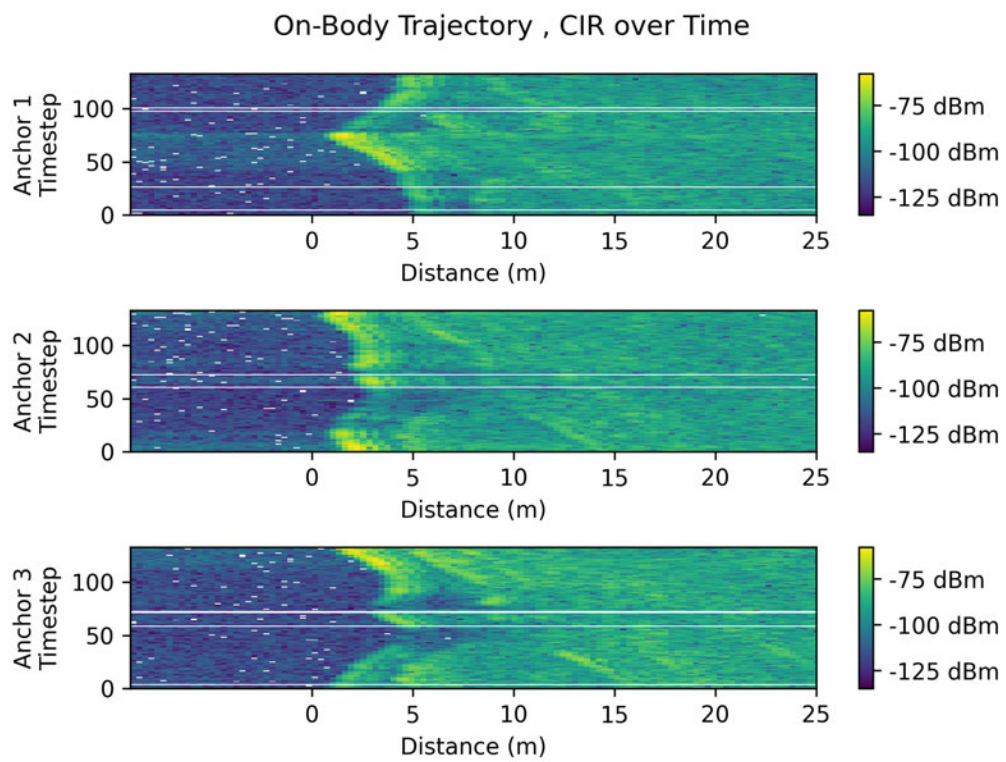 On-Body Trajectory , CIR over Time
Anchor 1
Timestep
100
50
0
0 5 10 15 20 25
Distance (m)
-75 dBm
-100 dBm
-125 dBm
Anchor 2
Timestep
100
50
0
0 5 10 15 20 25
Distance (m)
-75 dBm
-100 dBm
-125 dBm
Anchor 3
Timestep
100
50
0
0 5 10 15 20 25
Distance (m)
-75 dBm
-100 dBm
-125 dBm